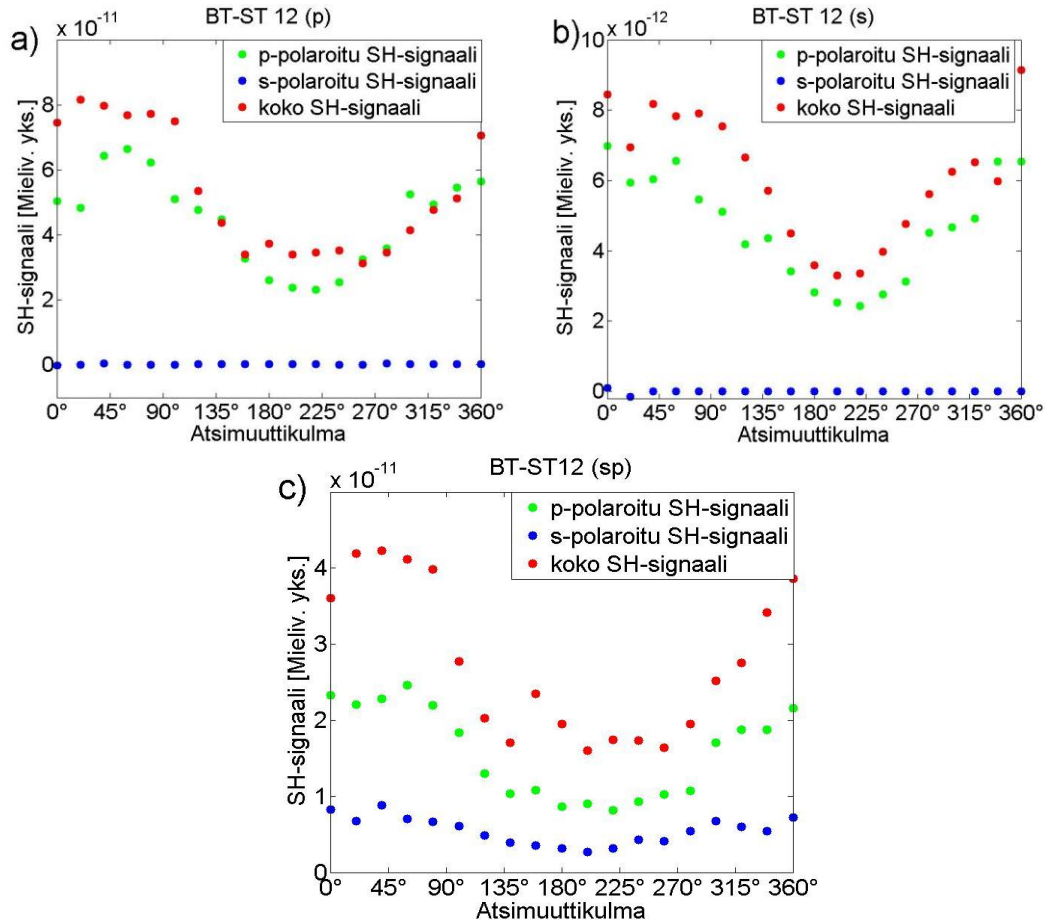 a)
x 10⁻¹¹
BT-ST 12 (p)
p-polaroitu SH-signaali
s-polaroitu SH-signaali
koko SH-signaali
SH-signaali [Mieliv. yks.]
8
6
4
2
0
0° 45° 90° 135° 180° 225° 270° 315° 360°
Atsimuuttikulma
b)
x 10⁻¹²
BT-ST 12 (s)
p-polaroitu SH-signaali
s-polaroitu SH-signaali
koko SH-signaali
SH-signaali [Mieliv. yks.]
10
8
6
4
2
0
0° 45° 90° 135° 180° 225° 270° 315° 360°
Atsimuuttikulma
c)
x 10⁻¹¹
BT-ST12 (sp)
p-polaroitu SH-signaali
s-polaroitu SH-signaali
koko SH-signaali
SH-signaali [Mieliv. yks.]
4
3
2
1
0
0° 45° 90° 135° 180° 225° 270° 315° 360°
Atsimuuttikulma